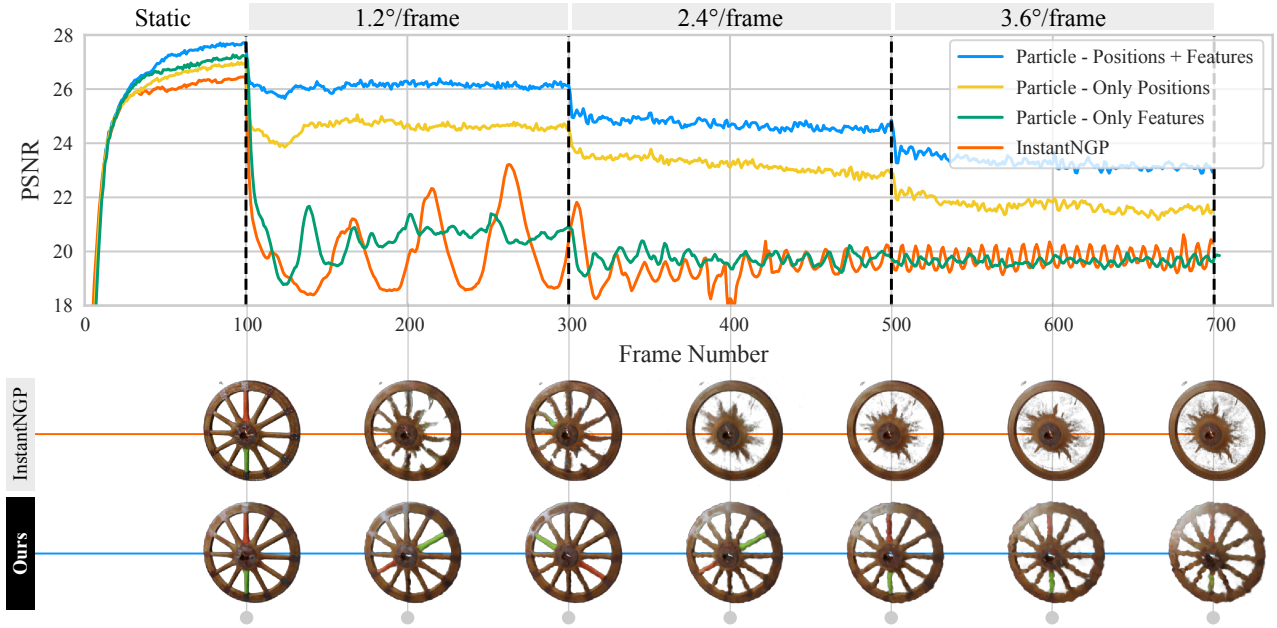 Static 1.2°/frame 2.4°/frame 3.6°/frame
28
26
24
22
20
18
PSNR
Particle - Positions + Features
Particle - Only Positions
Particle - Only Features
InstantNGP
0 100 200 300 400 500 600 700
Frame Number
InstantNGP
Ours